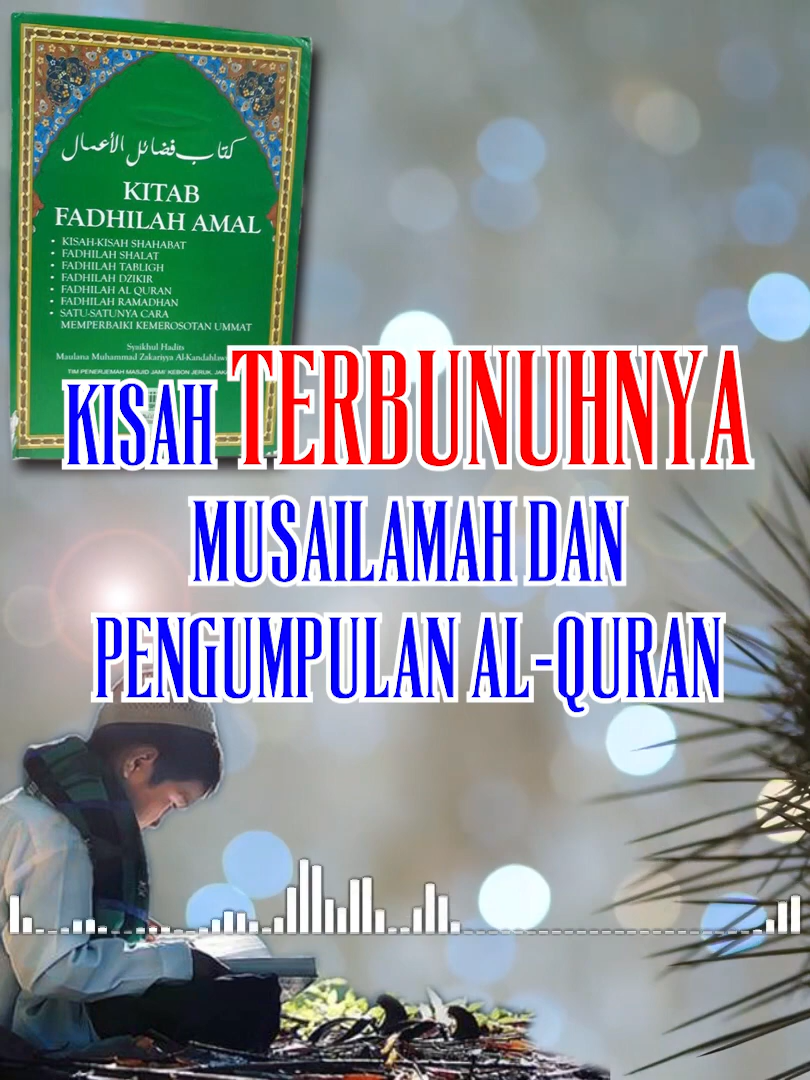 كتاب فضائل الأعمال
KITAB
FADHILAH AMAL
• KISAH-KISAH SHAHABAT
• FADHILAH SHALAT
• FADHILAH TABLIGH
• FADHILAH DZIKIR
• FADHILAH AL QURAN
• FADHILAH RAMADHAN
• SATU-SATUNYA CARA
MEMPERBAIKI KEMEROSOTAN UMMAT
Syaikhul Hadits
Maulana Muhammad Zakariyya
TIM PENERJEMAH MASJID JAMI' KEBON JERUK,
KISAH TERBUNUHNYA
MUSAILAMAH DAN
PENGUMPULAN AL-QURAN